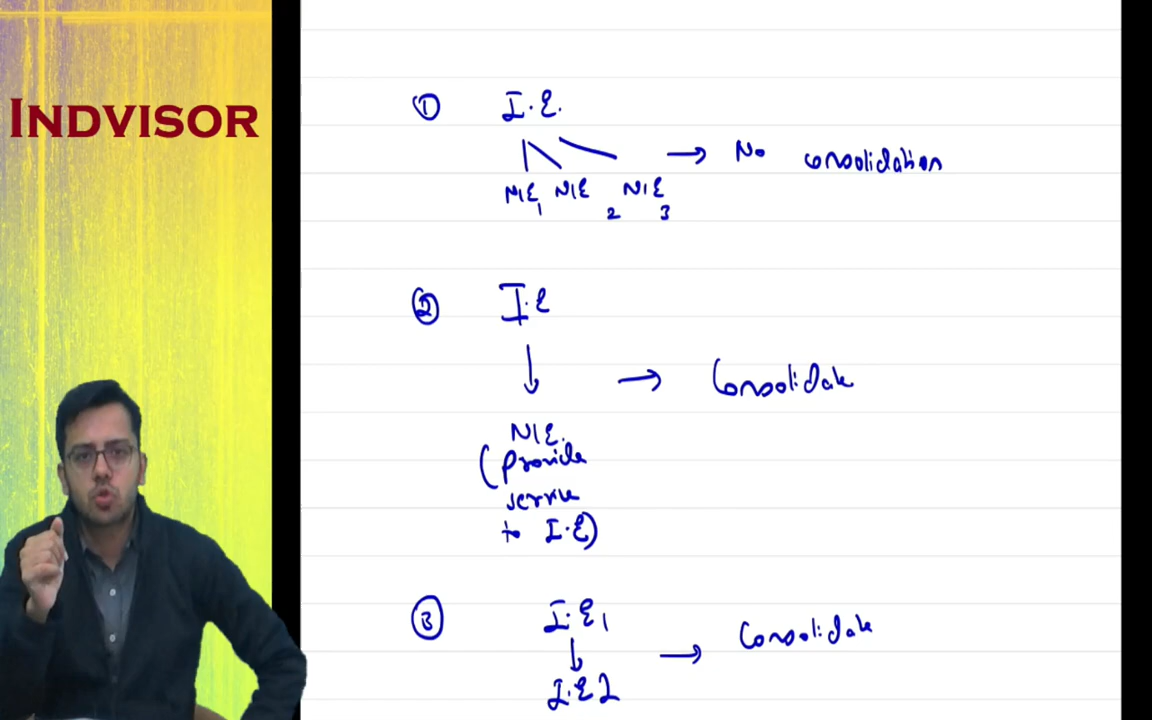 INDVISOR
① I.E.
→ No consolidation
NIE1 NIE2 NIE3
② I.E
→ Consolidate
NIE.
(provide
service
to I.E)
③ I.E1
→ Consolidate
I.E2